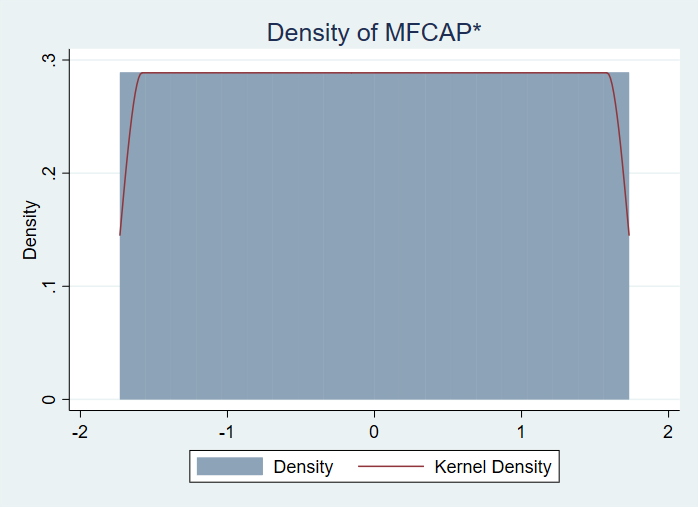 Density of MFCAP*
Density
.3
.2
.1
0
-2 -1 0 1 2
Density Kernel Density